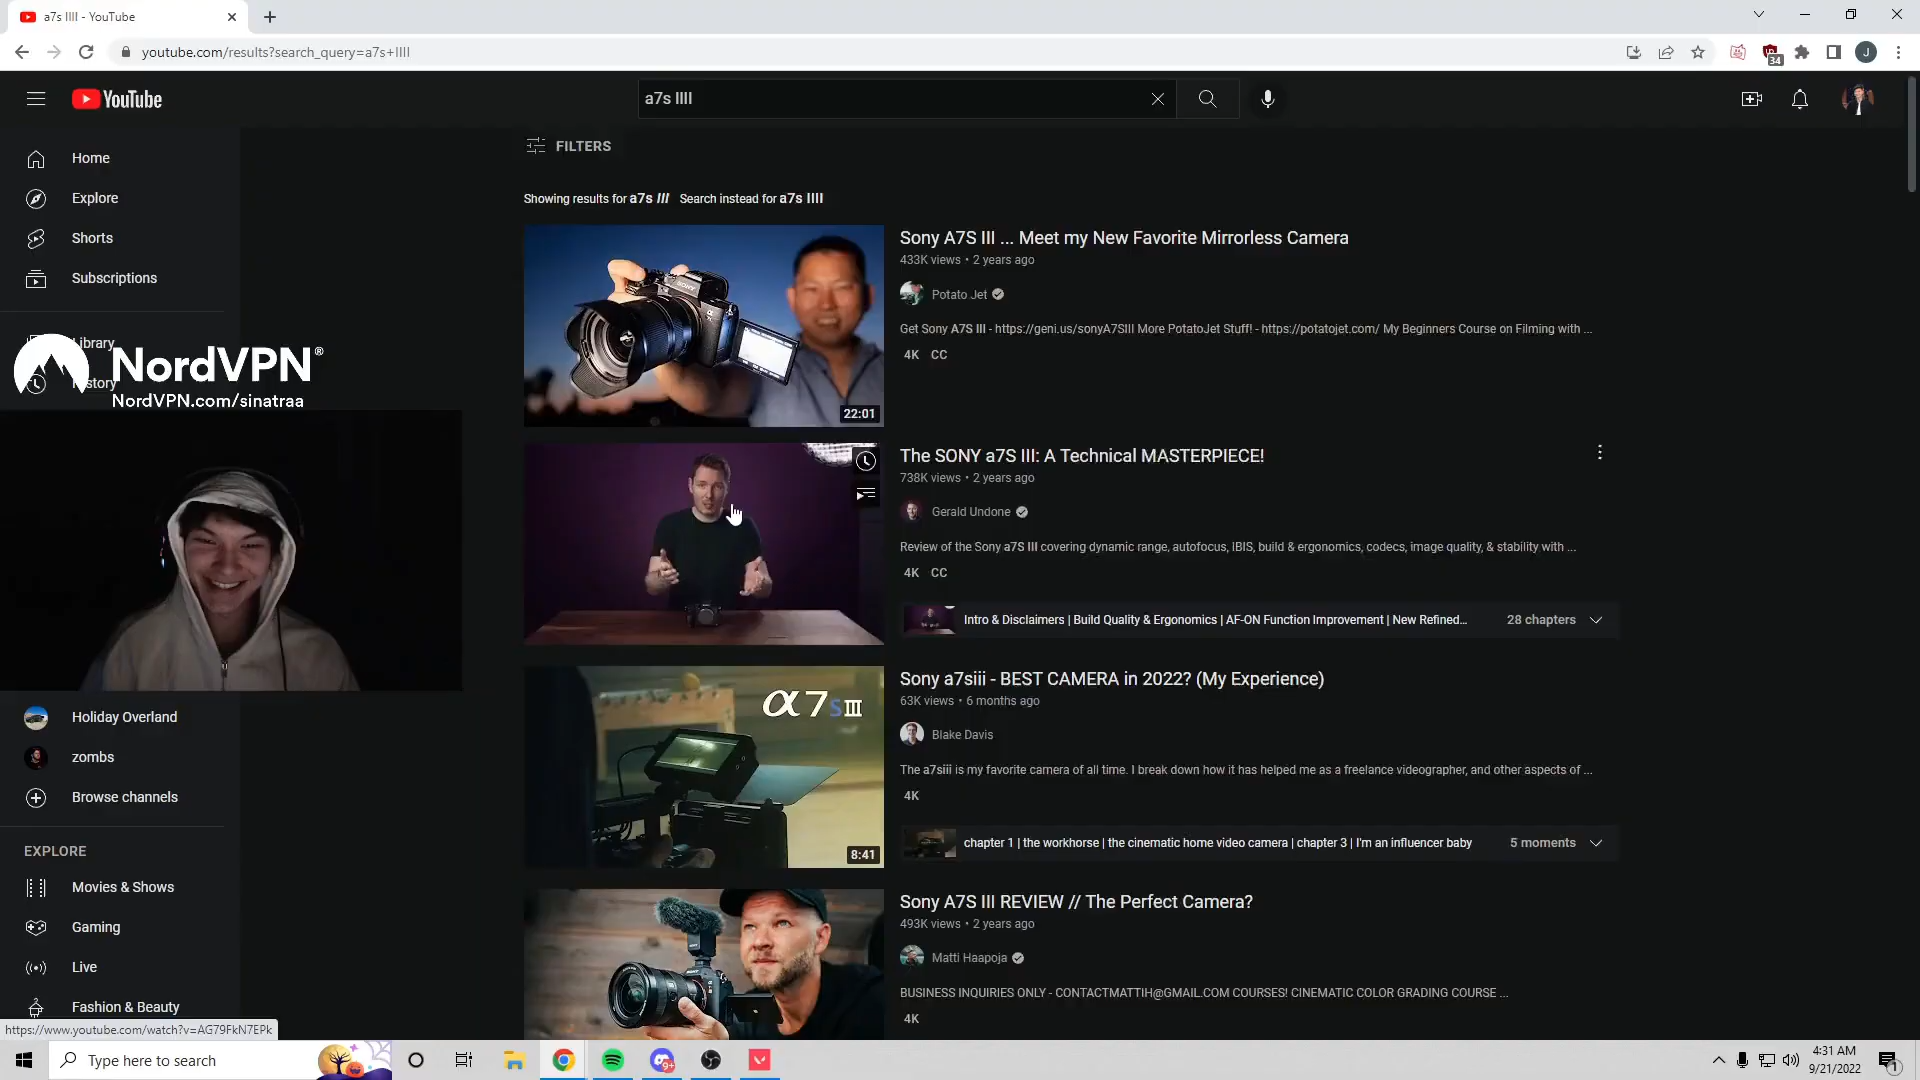 a7s IIII - YouTube
youtube.com/results?search_query=a7s+IIII
34
J
YouTube
a7s IIII
Home
Explore
Shorts
Subscriptions
Library
NordVPN®
History
NordVPN.com/sinatraa
FILTERS
Showing results for a7s III Search instead for a7s IIII
Sony A7S III ... Meet my New Favorite Mirrorless Camera
433K views • 2 years ago
Potato Jet
Get Sony A7S III - https://geni.us/sonyA7SIII More PotatoJet Stuff! - https://potatojet.com/ My Beginners Course on Filming with ...
4K CC
SONY
22:01
The SONY a7S III: A Technical MASTERPIECE!
738K views • 2 years ago
Gerald Undone
Review of the Sony a7S III covering dynamic range, autofocus, IBIS, build & ergonomics, codecs, image quality, & stability with ...
4K CC
Intro & Disclaimers | Build Quality & Ergonomics | AF-ON Function Improvement | New Refined...
28 chapters
α7SIII
8:41
Sony a7siii - BEST CAMERA in 2022? (My Experience)
63K views • 6 months ago
Blake Davis
The a7siii is my favorite camera of all time. I break down how it has helped me as a freelance videographer, and other aspects of ...
4K
chapter 1 | the workhorse | the cinematic home video camera | chapter 3 | I'm an influencer baby
5 moments
Sony A7S III REVIEW // The Perfect Camera?
493K views • 2 years ago
Matti Haapoja
BUSINESS INQUIRIES ONLY - CONTACTMATTIH@GMAIL.COM COURSES! CINEMATIC COLOR GRADING COURSE ...
4K
Holiday Overland
zombs
Browse channels
EXPLORE
Movies & Shows
Gaming
Live
Fashion & Beauty
https://www.youtube.com/watch?v=AG79FkN7EPk
Type here to search
9+
4:31 AM
9/21/2022
1